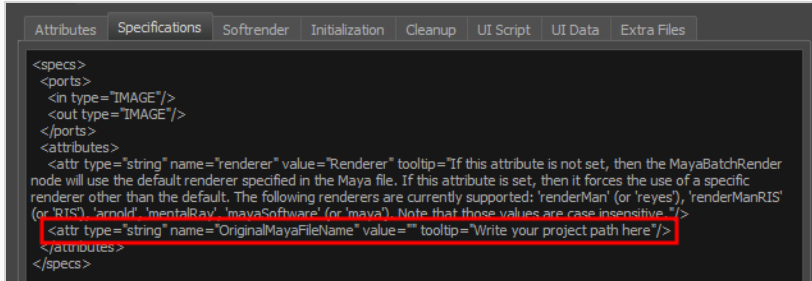 Attributes Specifications Softrender Initialization Cleanup UI Script UI Data Extra Files
<specs>
<ports>
<in type="IMAGE"/>
<out type="IMAGE"/>
</ports>
<attributes>
<attr type="string" name="renderer" value="Renderer" tooltip="If this attribute is not set, then the MayaBatchRender
node will use the default renderer specified in the Maya file. If this attribute is set, then it forces the use of a specific
renderer other than the default. The following renderers are currently supported: 'renderMan' (or 'reyes'), 'renderManRIS'
(or 'RIS'), 'arnold', 'mentalRay', 'mayaSoftware' (or 'maya'). Note that those values are case insensitive."/>
<attr type="string" name="OriginalMayaFileName" value="" tooltip="Write your project path here"/>
</attributes>
</specs>